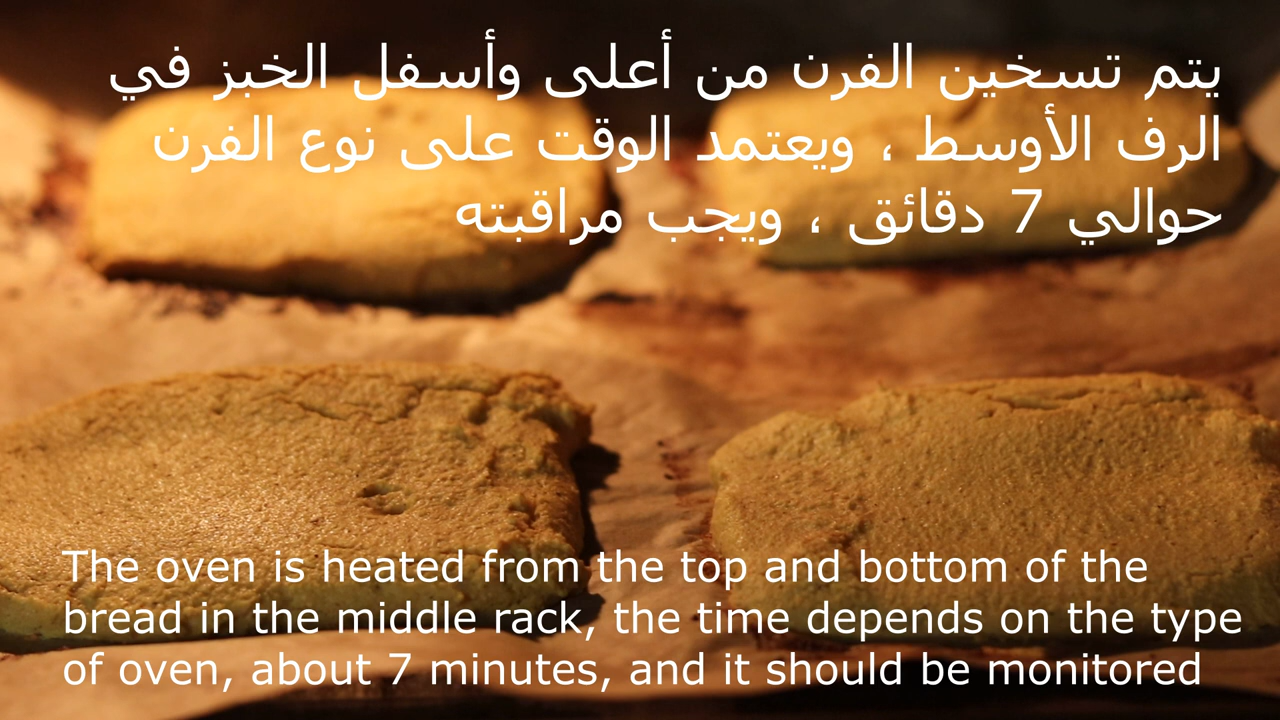 يتم تسخين الفرن من أعلى وأسفل الخبز في
الرف الأوسط ، ويعتمد الوقت على نوع الفرن
حوالي 7 دقائق ، ويجب مراقبته
The oven is heated from the top and bottom of the
bread in the middle rack, the time depends on the type
of oven, about 7 minutes, and it should be monitored